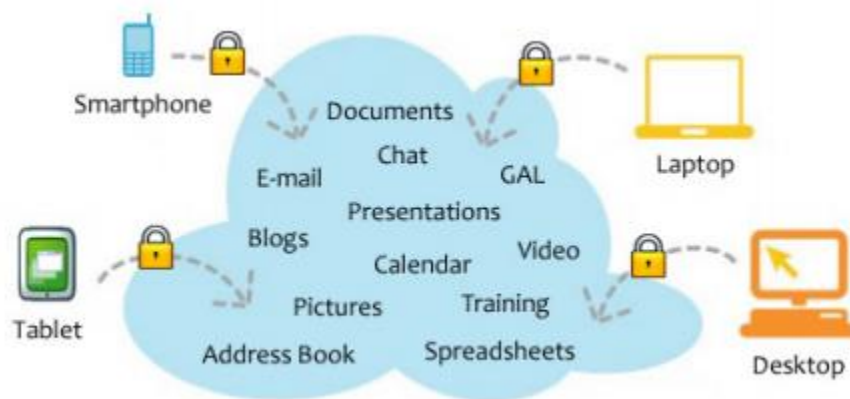 Smartphone
Documents
Chat
E-mail
GAL
Laptop
Presentations
Blogs
Video
Calendar
Pictures
Training
Tablet
Address Book
Spreadsheets
Desktop